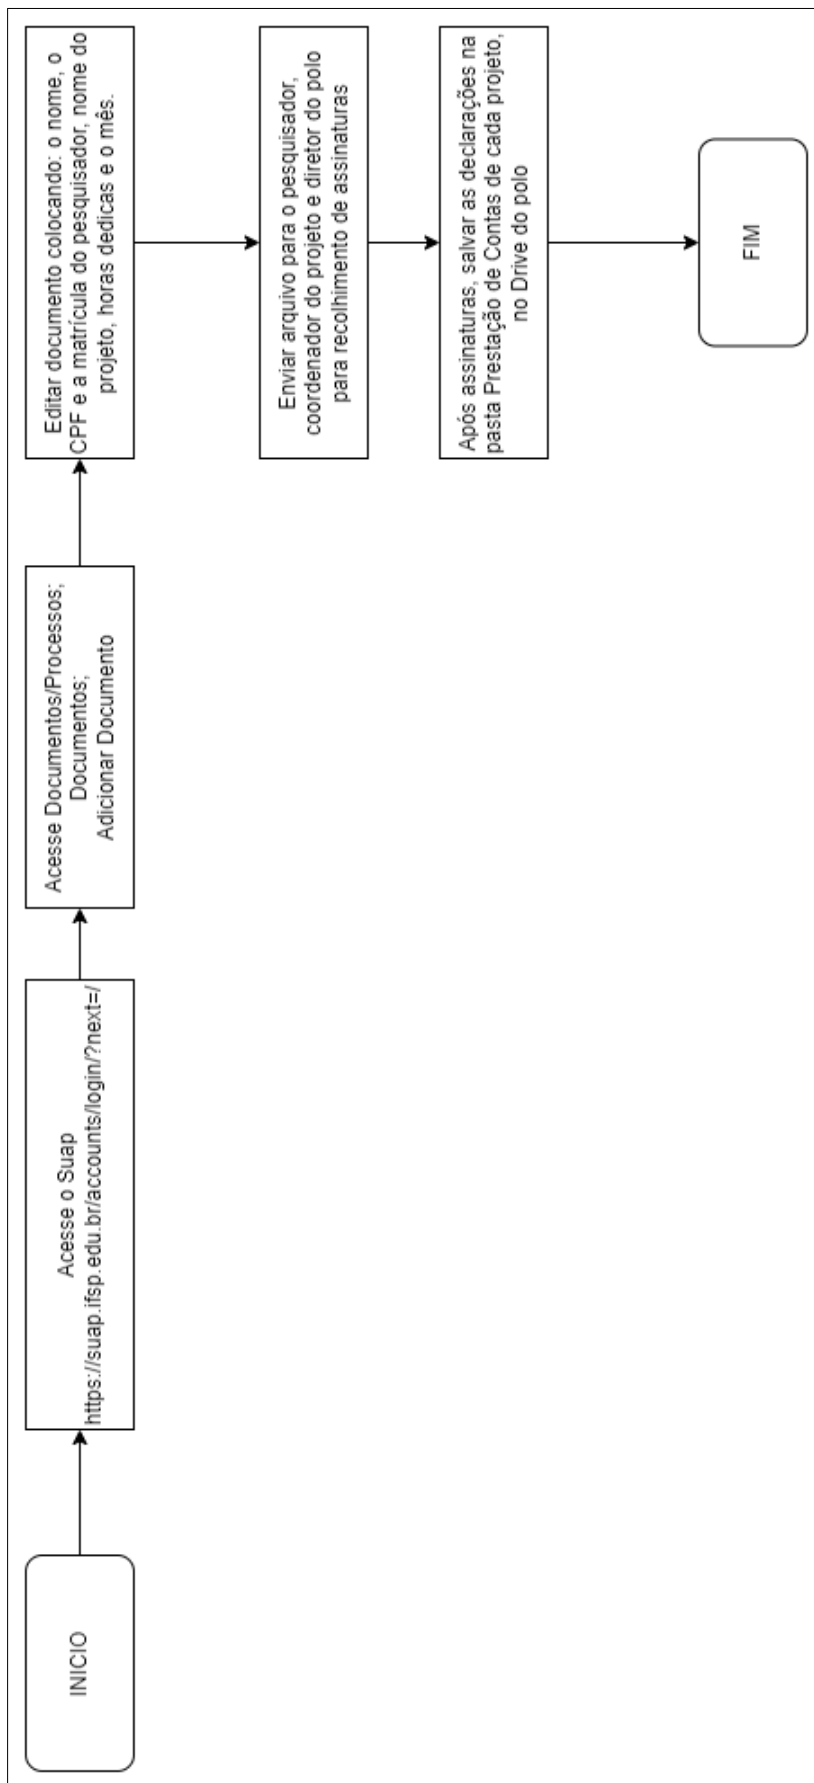 INICIO
Acesse o Suap
https://suap.ifsp.edu.br/accounts/login/?next=/
Acesse Documentos/Processos;
Documentos;
Adicionar Documento
Editar documento colocando: o nome, o
CPF e a matrícula do pesquisador, nome do
projeto, horas dedicas e o mês.
Enviar arquivo para o pesquisador,
coordenador do projeto e diretor do polo
para recolhimento de assinaturas
Após assinaturas, salvar as declarações na
pasta Prestação de Contas de cada projeto,
no Drive do polo
FIM